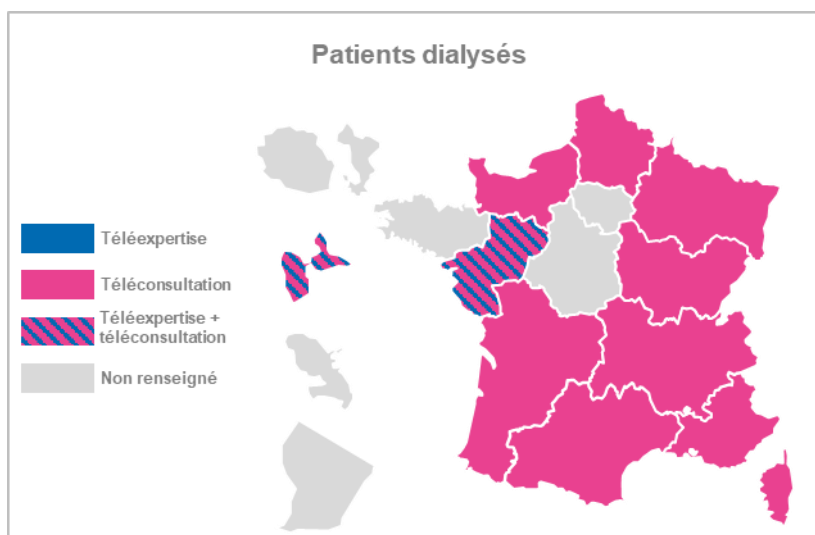 Patients dialysés
Téléexpertise
Téléconsultation
Téléexpertise +
téléconsultation
Non renseigné